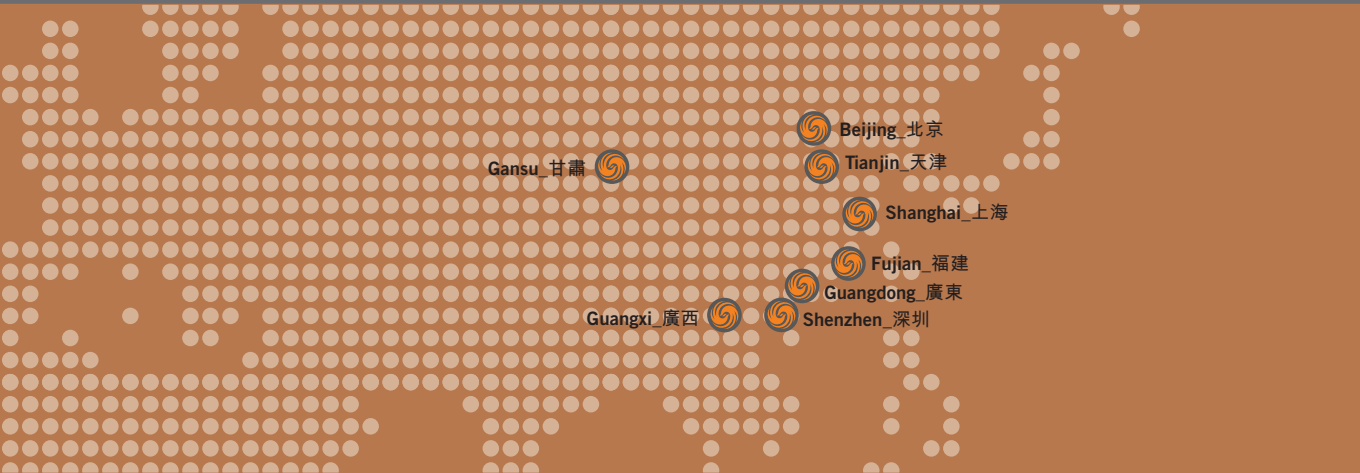 Beijing_北京
Tianjin_天津
Gansu_甘肅
Shanghai_上海
Fujian_福建
Guangdong_廣東
Guangxi_廣西
Shenzhen_深圳